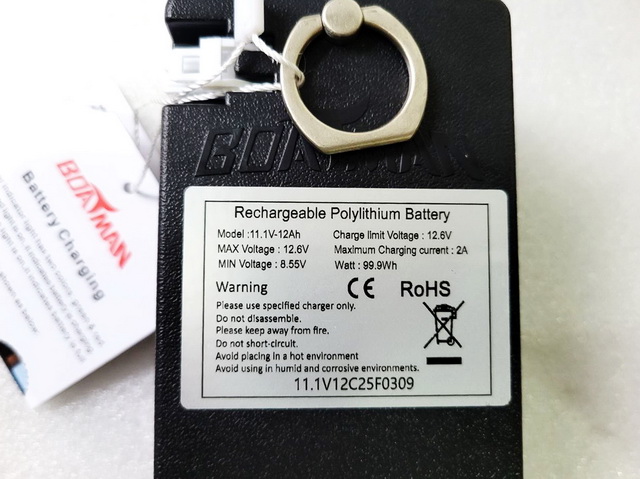 BOATMAN
BOATMAN
Battery Charging
Rechargeable Polylithium Battery
Model :11.1V-12Ah
Charge limit Voltage : 12.6V
MAX Voltage : 12.6V
Maximum Charging current : 2A
MIN Voltage : 8.55V
Watt : 99.9Wh
Warning
CE RoHS
Please use specified charger only.
Do not disassemble.
Please keep away from fire.
Do not short-circuit.
Avoid placing in a hot environment
Avoid using in humid and corrosive environments.
11.1V12C25F0309